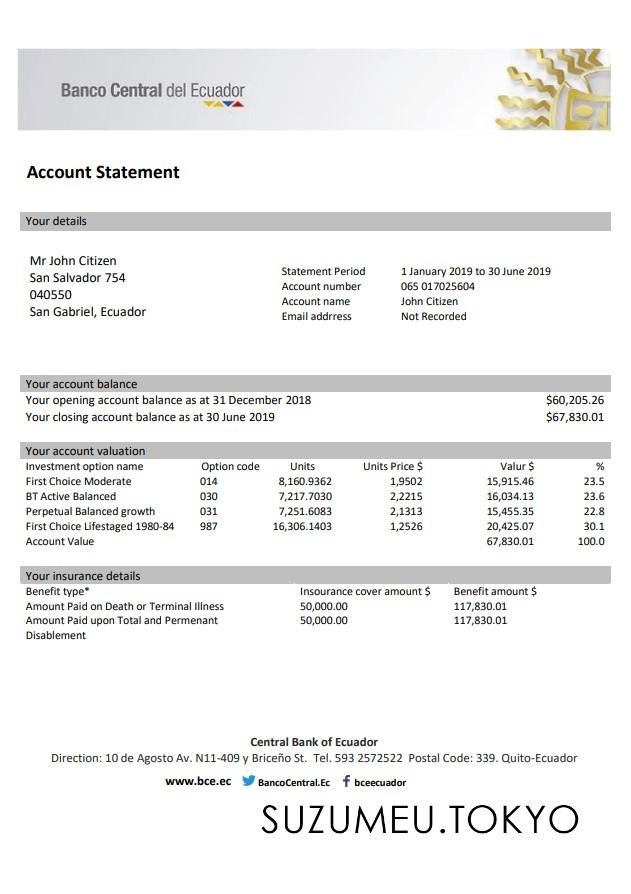 Banco Central del Ecuador
Account Statement
Your details
Mr John Citizen
San Salvador 754
040550
San Gabriel, Ecuador
Statement Period 1 January 2019 to 30 June 2019
Account number 065 017025604
Account name John Citizen
Email adrress Not Recorded
Your account balance
Your opening account balance as at 31 December 2018 $60,205.26
Your closing account balance as at 30 June 2019 $67,830.01
Your account valuation
Investment option name Option code Units Units Price $ Valur $ %
First Choice Moderate 014 8,160.9362 1,9502 15,915.46 23.5
BT Active Balanced 030 7,217.7030 2,2215 16,034.13 23.6
Perpetual Balanced growth 031 7,251.6083 2,1313 15,455.35 22.8
First Choice Lifestaged 1980-84 987 16,306.1403 1,2526 20,425.07 30.1
Account Value 67,830.01 100.0
Your insurance details
Benefit type* Insourance cover amount $ Benefit amount $
Amount Paid on Death or Terminal Illness 50,000.00 117,830.01
Amount Paid upon Total and Permenant 50,000.00 117,830.01
Disablement
Central Bank of Ecuador
Direction: 10 de Agosto Av. N11-409 y Briceño St. Tel. 593 2572522 Postal Code: 339. Quito-Ecuador
www.bce.ec BancoCentral.Ec bceecuador
SUZUMEU.TOKYO